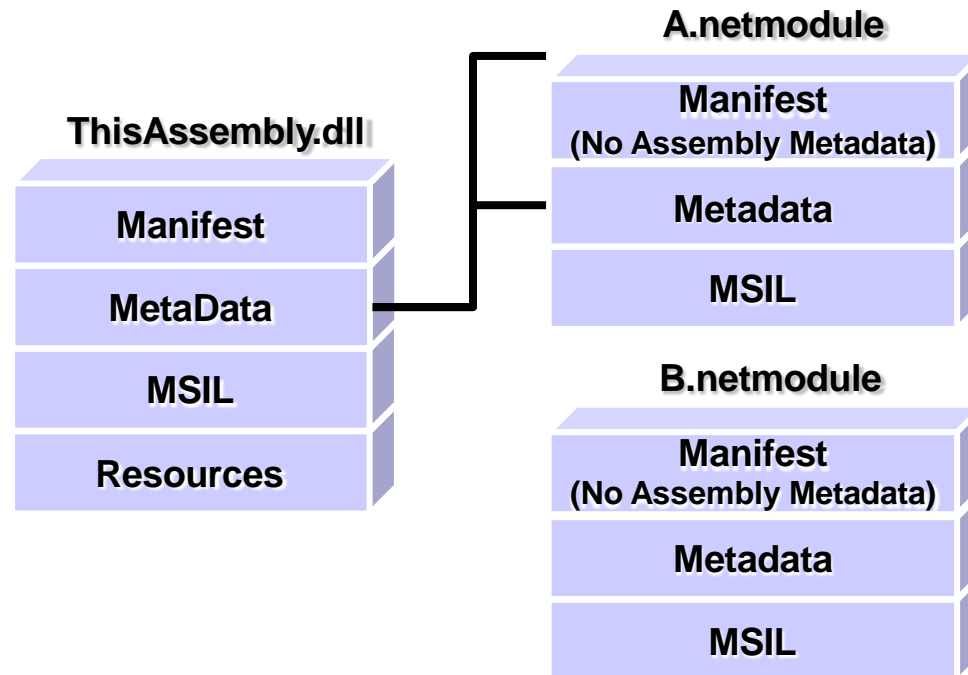 ThisAssembly.dll
Manifest
MetaData
MSIL
Resources
A.netmodule
Manifest
(No Assembly Metadata)
Metadata
MSIL
B.netmodule
Manifest
(No Assembly Metadata)
Metadata
MSIL